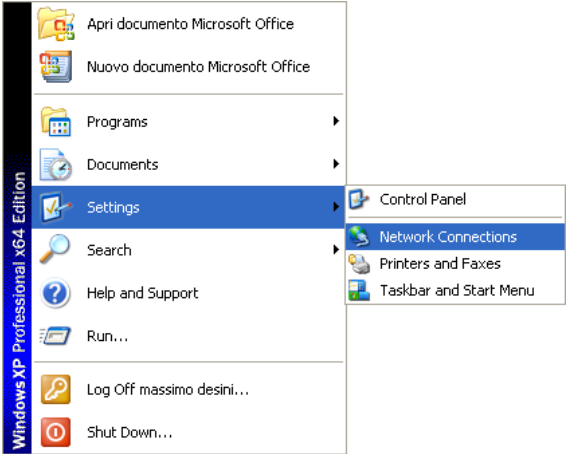 Apri documento Microsoft Office
Nuovo documento Microsoft Office
Programs
Documents
Settings
Search
Help and Support
Run...
Log Off massimo desini...
Shut Down...
Windows XP Professional x64 Edition
Control Panel
Network Connections
Printers and Faxes
Taskbar and Start Menu